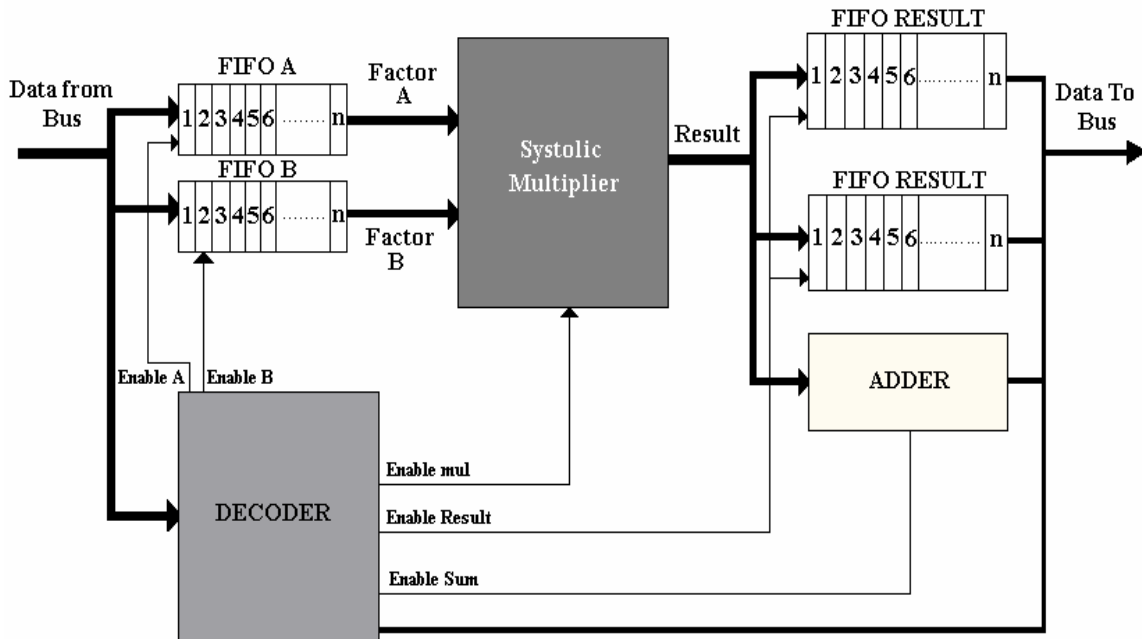 FIFO RESULT
1 2 3 4 5 6 ........... n
FIFO A
1 2 3 4 5 6 ........ n
Factor
A
Data from
Bus
Data To
Bus
Result
Systolic
Multiplier
FIFO B
1 2 3 4 5 6 ........ n
Factor
B
FIFO RESULT
1 2 3 4 5 6 ........... n
Enable A
Enable B
ADDER
DECODER
Enable mul
Enable Result
Enable Sum